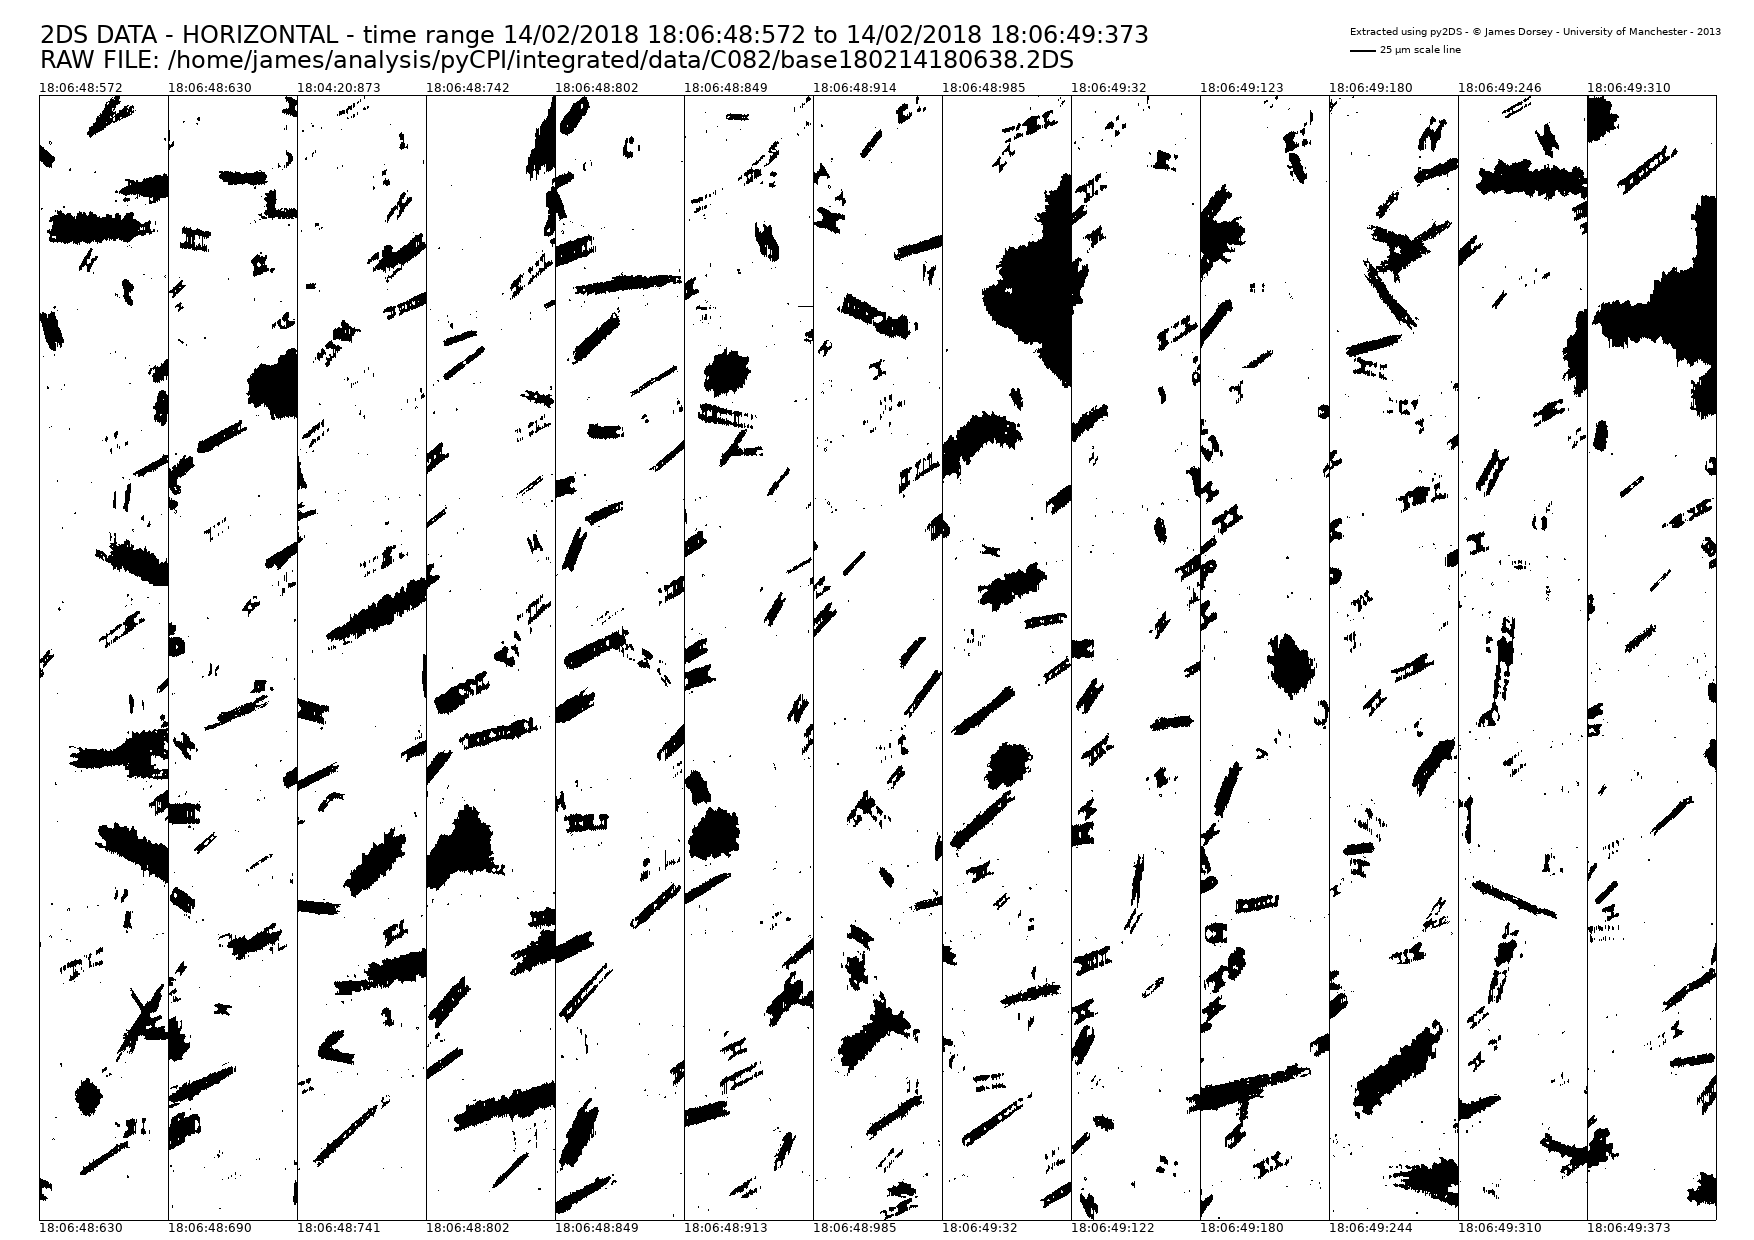 2DS DATA - HORIZONTAL - time range 14/02/2018 18:06:48:572 to 14/02/2018 18:06:49:373
RAW FILE: /home/james/analysis/pyCPI/integrated/data/C082/base180214180638.2DS
Extracted using py2DS - © James Dorsey - University of Manchester - 2013
25 µm scale line
18:06:48:572 18:06:48:630 18:04:20:873 18:06:48:742 18:06:48:802 18:06:48:849 18:06:48:914 18:06:48:985 18:06:49:32 18:06:49:123 18:06:49:180 18:06:49:246 18:06:49:310
18:06:48:630 18:06:48:690 18:06:48:741 18:06:48:802 18:06:48:849 18:06:48:913 18:06:48:985 18:06:49:32 18:06:49:122 18:06:49:180 18:06:49:244 18:06:49:310 18:06:49:373